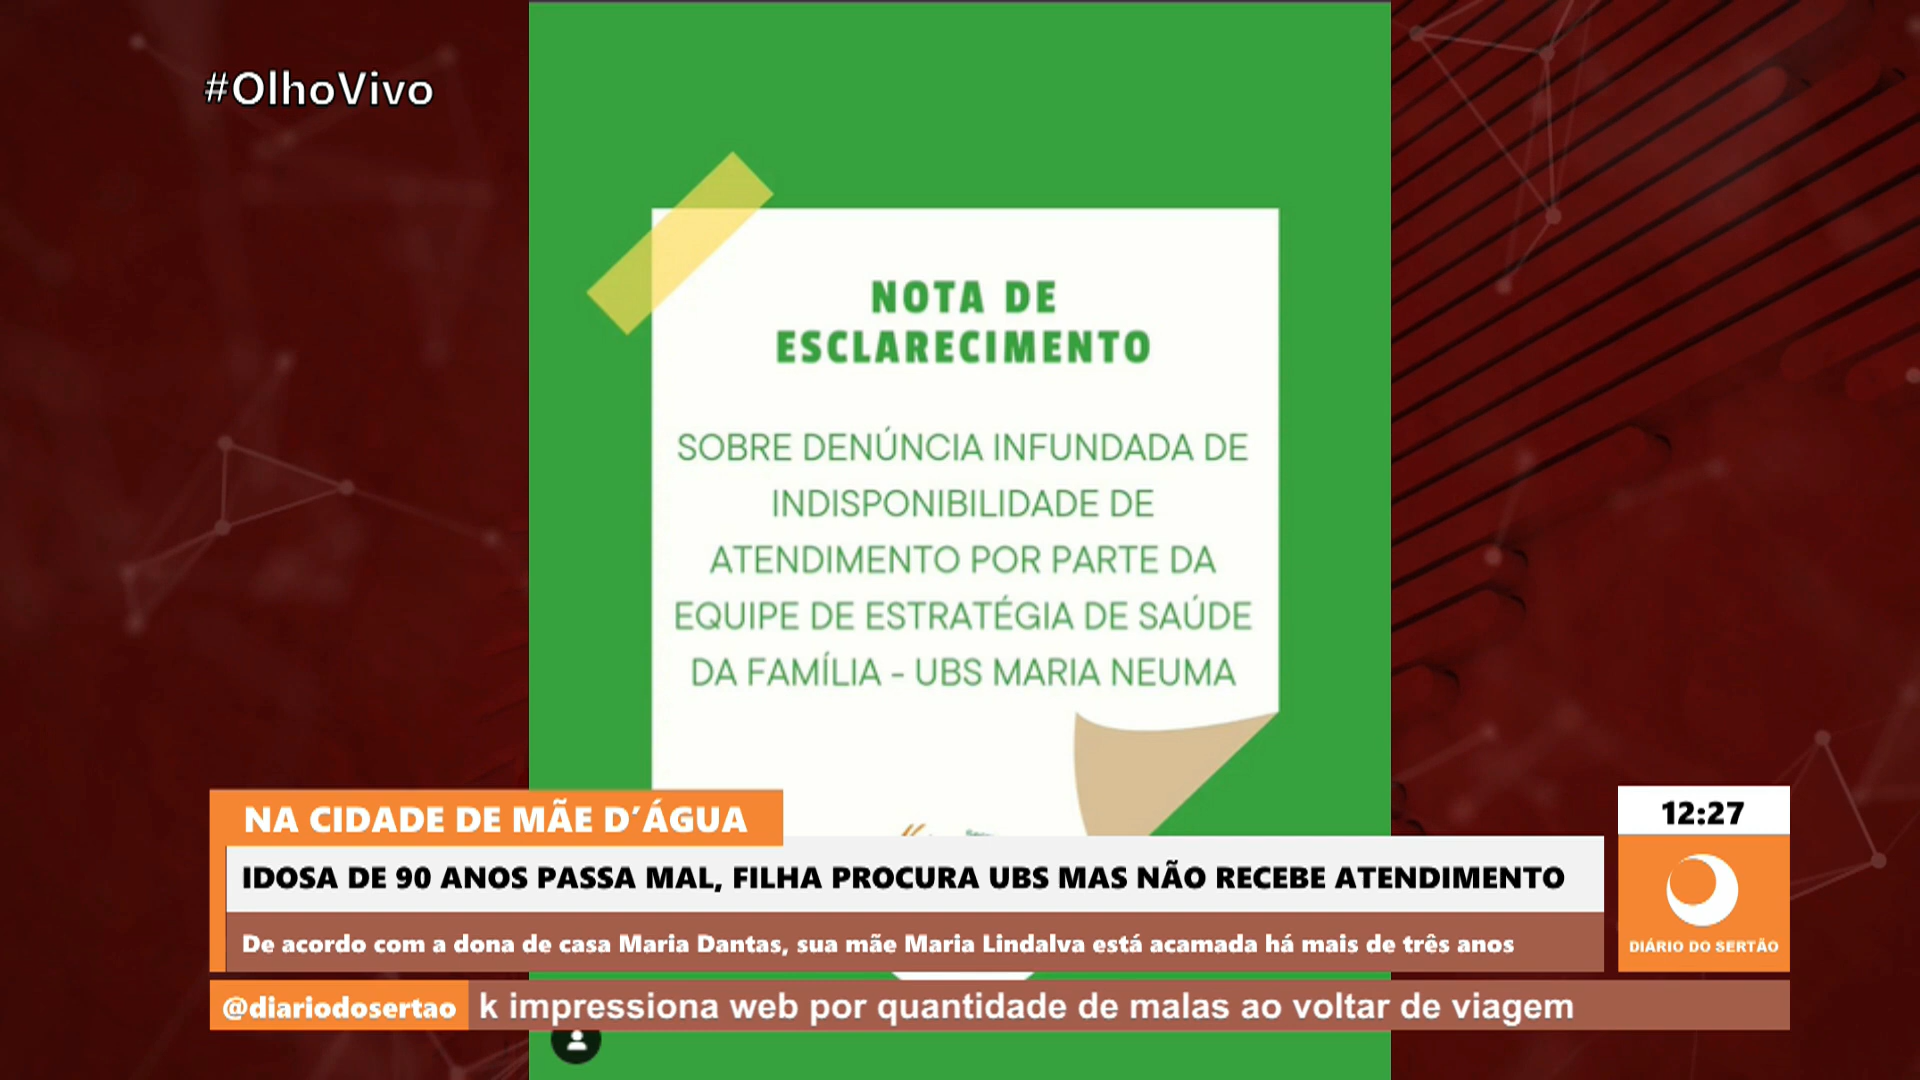 #OlhoVivo
NOTA DE
ESCLARECIMENTO
SOBRE DENÚNCIA INFUNDADA DE
INDISPONIBILIDADE DE
ATENDIMENTO POR PARTE DA
EQUIPE DE ESTRATÉGIA DE SAÚDE
DA FAMÍLIA - UBS MARIA NEUMA
NA CIDADE DE MÃE D'ÁGUA
IDOSA DE 90 ANOS PASSA MAL, FILHA PROCURA UBS MAS NÃO RECEBE ATENDIMENTO
De acordo com a dona de casa Maria Dantas, sua mãe Maria Lindalva está acamada há mais de três anos
12:27
DIÁRIO DO SERTÃO
@diariodosertao
k impressiona web por quantidade de malas ao voltar de viagem